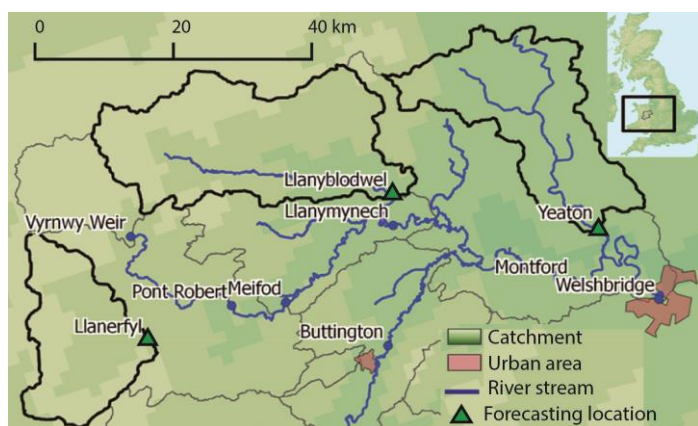 0 20 40 km
Llanyblodwel
Llanymynech
Yeaton
Vyrnwy Weir
Montford
Welshbridge
Pont Robert
Meifod
Llanerfyl
Buttington
Catchment
Urban area
River stream
Forecasting location